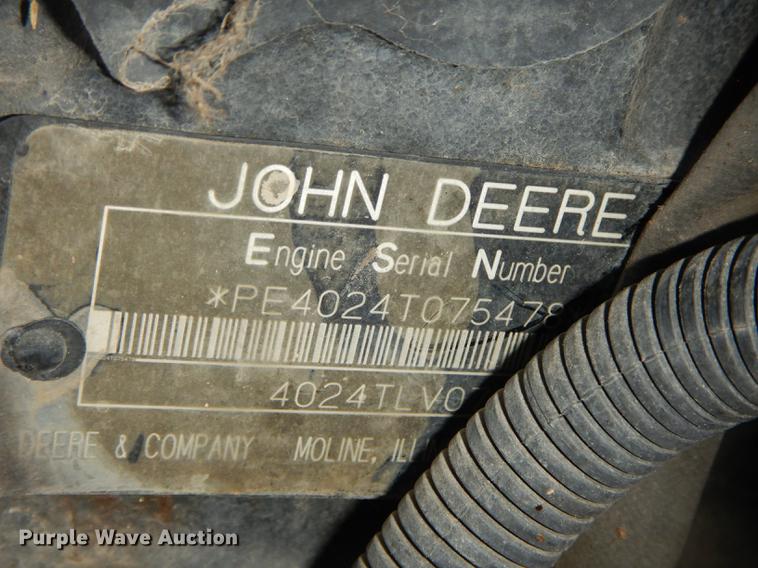 JOHN DEERE
Engine Serial Number
*PE4024T075478
4024TLV0
DEERE & COMPANY MOLINE, ILL
Purple Wave Auction